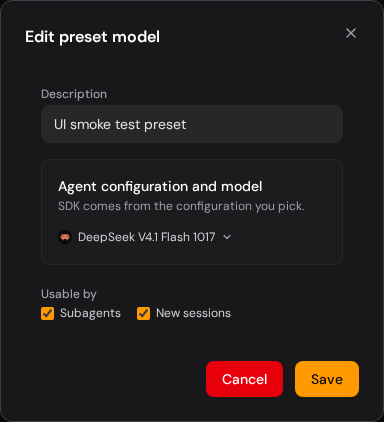 Edit preset model
Description
UI smoke test preset
Agent configuration and model
SDK comes from the configuration you pick.
DeepSeek V4.1 Flash 1017
Usable by
Subagents New sessions
Cancel Save